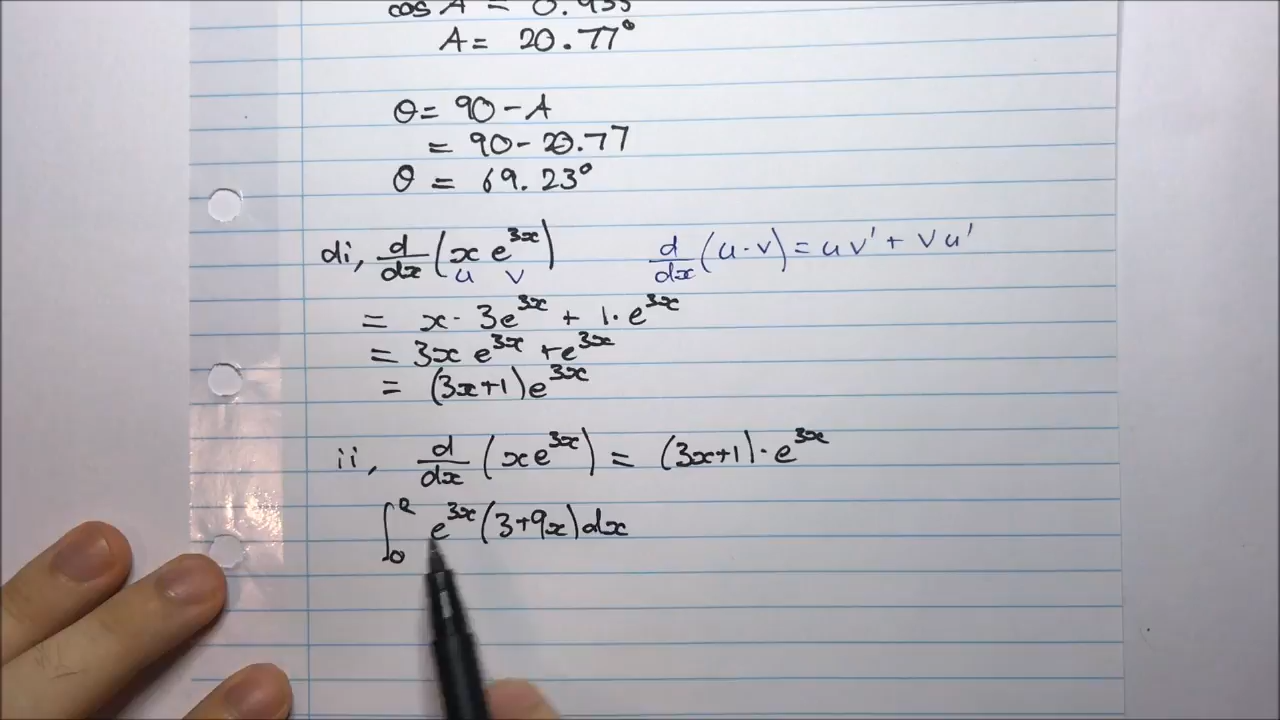 cos A = 0.935
A = 20.77°
θ = 90 - A
= 90 - 20.77
θ = 69.23°
di, d/dx (x e^{3x}) d/dx (u·v) = uv' + vu'
u v
= x· 3e^{3x} + 1·e^{3x}
= 3x e^{3x} + e^{3x}
= (3x+1)e^{3x}
ii, d/dx (xe^{3x}) = (3x+1)·e^{3x}
∫_0^2 e^{3x}(3+9x)dx